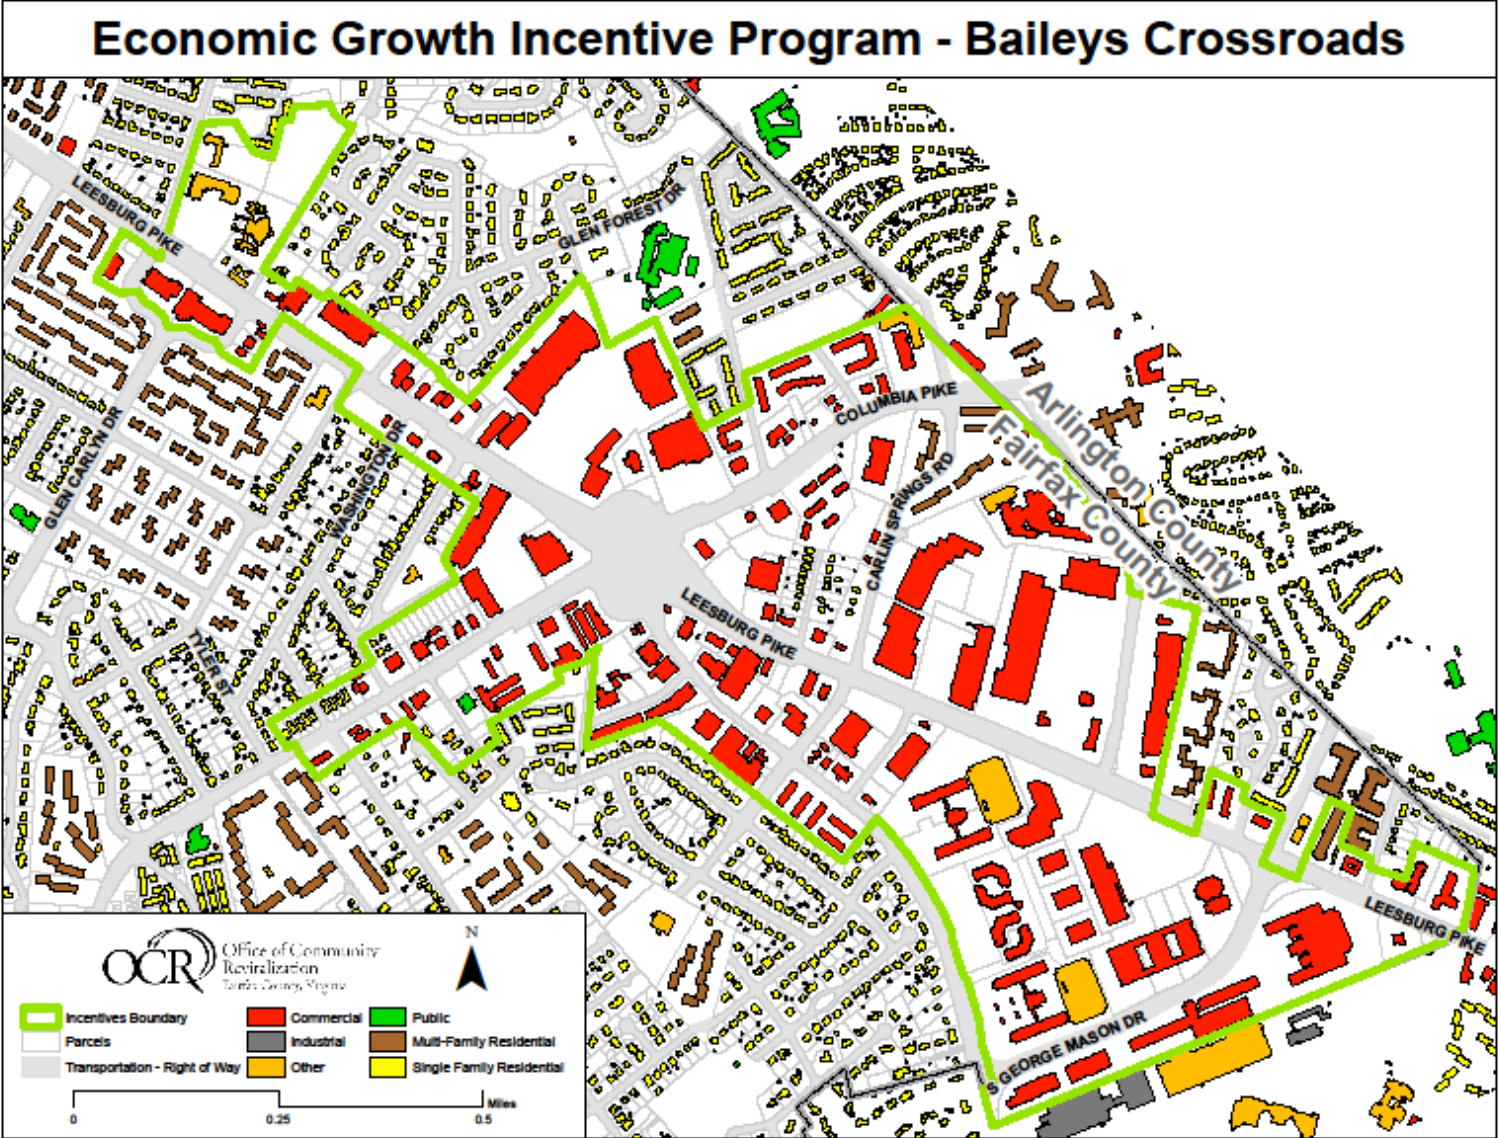 Economic Growth Incentive Program - Baileys Crossroads
LEESBURG PIKE
GLEN FOREST DR
COLUMBIA PIKE
Arlington County
Fairfax County
GLEN CARLYN DR
WASHINGTON DR
CARLIN SPRINGS RD
TYLER ST
LEESBURG PIKE
LEESBURG PIKE
S GEORGE MASON DR
OCR
Office of Community
Revitalization
Fairfax County, Virginia
N
Incentives Boundary
Parcels
Transportation - Right of Way
Commercial
Industrial
Other
Public
Multi-Family Residential
Single Family Residential
Miles
0 0.25 0.5